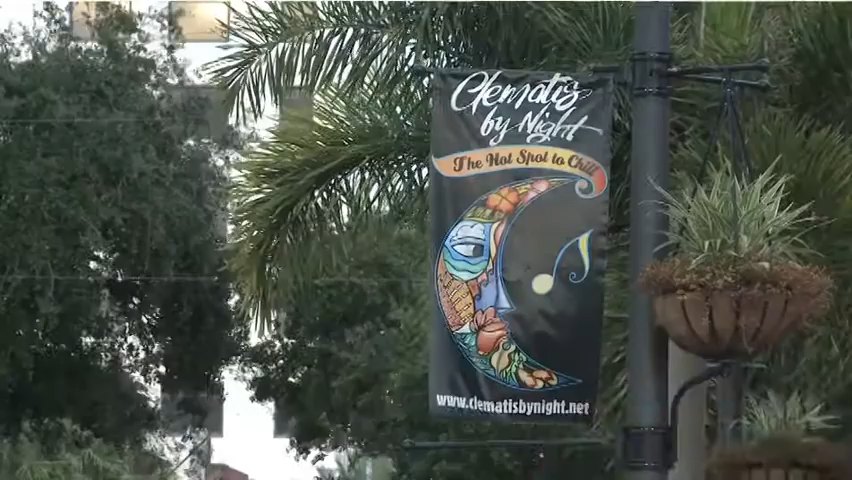 Clematis
by Night
The Hot Spot to Chill
www.clematisbynight.net